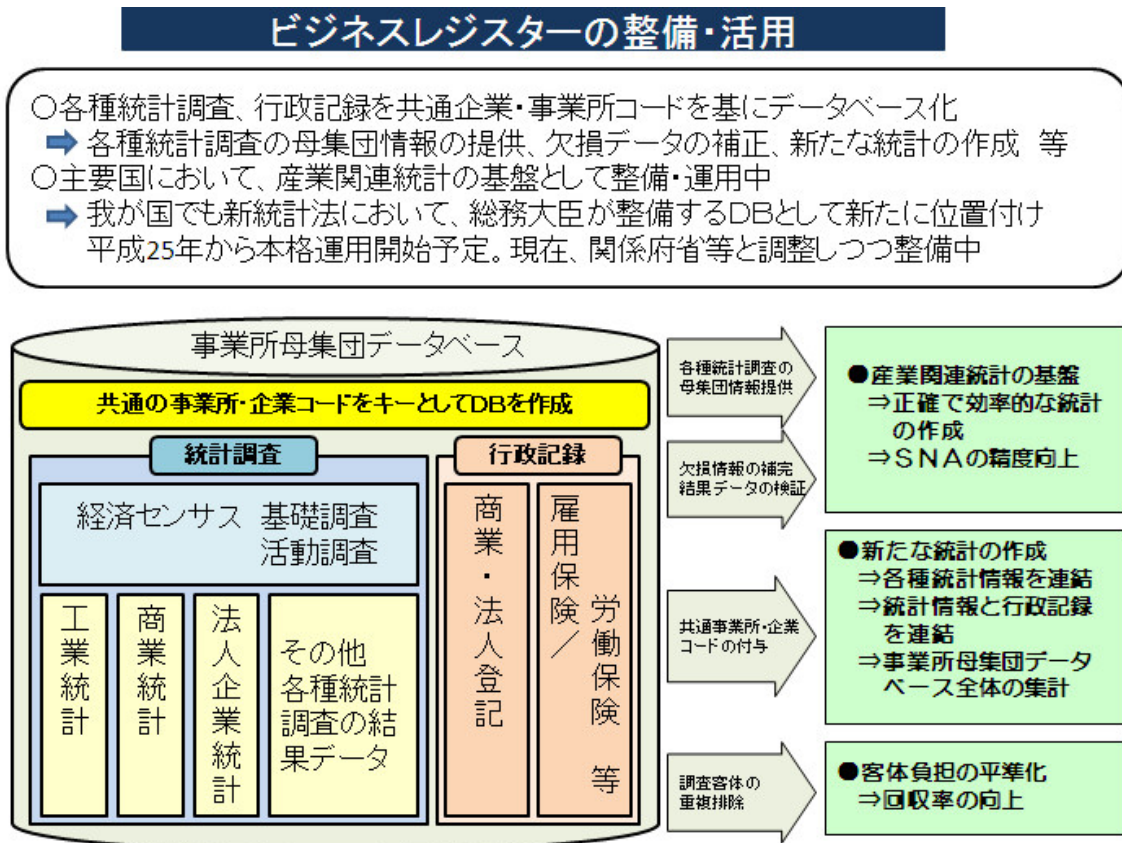 ビジネスレジスターの整備・活用
○各種統計調査、行政記録を共通企業・事業所コードを基にデータベース化
➡ 各種統計調査の母集団情報の提供、欠損データの補正、新たな統計の作成 等
○主要国において、産業関連統計の基盤として整備・運用中
➡ 我が国でも新統計法において、総務大臣が整備するDBとして新たに位置付け
平成25年から本格運用開始予定。現在、関係府省等と調整しつつ整備中
事業所母集団データベース
共通の事業所・企業コードをキーとしてDBを作成
統計調査
経済センサス 基礎調査
活動調査
工業統計
商業統計
法人企業統計
その他
各種統計
調査の結
果データ
行政記録
商業・法人登記
雇用保険／
労働保険 等
各種統計調査の
母集団情報提供
欠損情報の補完
結果データの検証
共通事業所・企業
コードの付与
調査客体の
重複排除
●産業関連統計の基盤
⇒正確で効率的な統計
の作成
⇒ＳＮＡの精度向上
●新たな統計の作成
⇒各種統計情報を連結
⇒統計情報と行政記録
を連結
⇒事業所母集団データ
ベース全体の集計
●客体負担の平準化
⇒回収率の向上